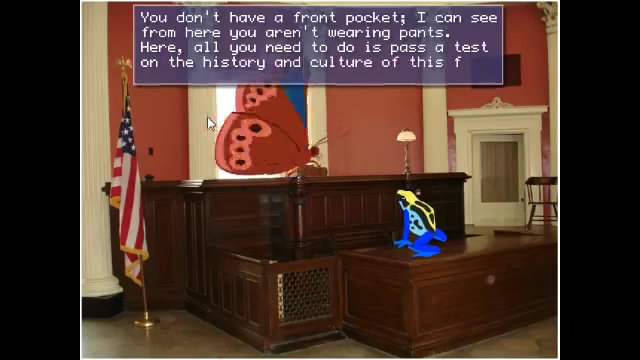 You don't have a front pocket; I can see
from here you aren't wearing pants.
Here, all you need to do is pass a test
on the history and culture of this f